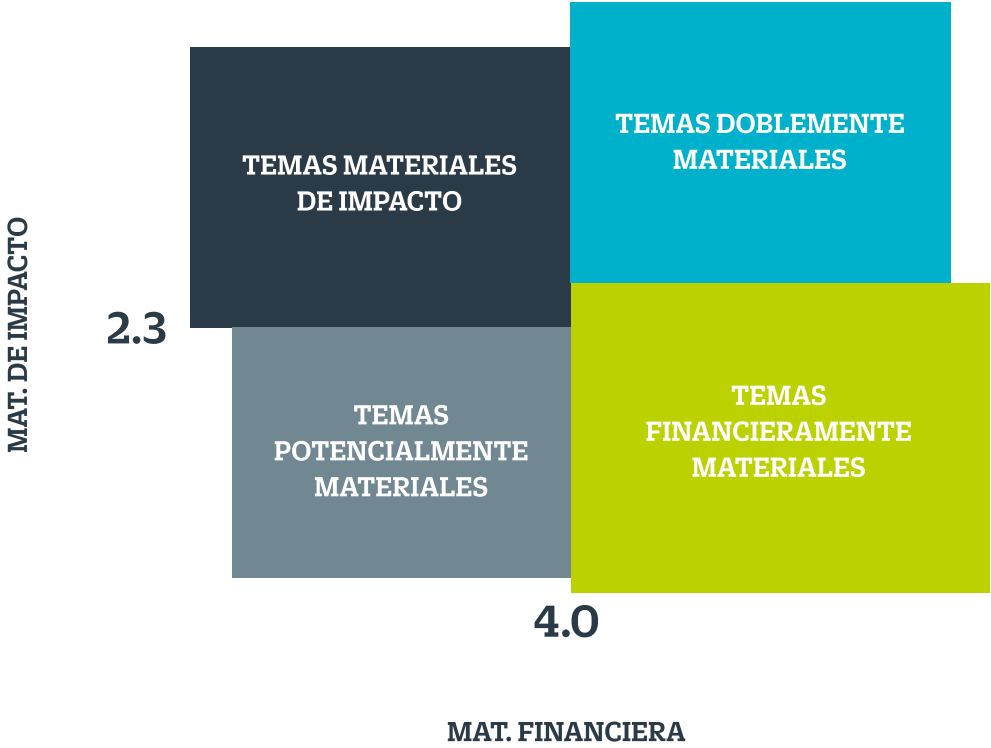 TEMAS MATERIALES
DE IMPACTO
TEMAS DOBLEMENTE
MATERIALES
MAT. DE IMPACTO
2.3
TEMAS
POTENCIALMENTE
MATERIALES
TEMAS
FINANCIERAMENTE
MATERIALES
4.0
MAT. FINANCIERA